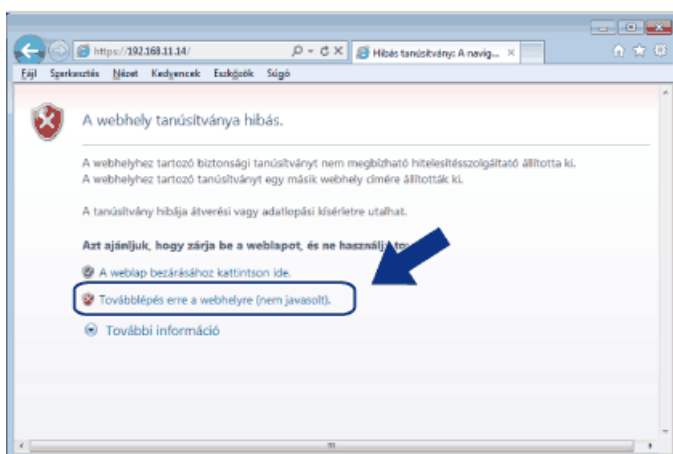 https://192.168.11.14/
Hibás tanúsítvány: A navig...
Fájl Szerkesztés Nézet Kedvencek Eszközök Súgó
A webhely tanúsítványa hibás.
A webhelyhez tartozó biztonsági tanúsítványt nem megbízható hitelesítésszolgáltató állította ki.
A webhelyhez tartozó tanúsítványt egy másik webhely címére állították ki.
A tanúsítvány hibája átverési vagy adatlopási kísérletre utalhat.
Azt ajánljuk, hogy zárja be a weblapot, és ne használj
A weblap bezárásához kattintson ide.
Továbblépés erre a webhelyre (nem javasolt).
További információ